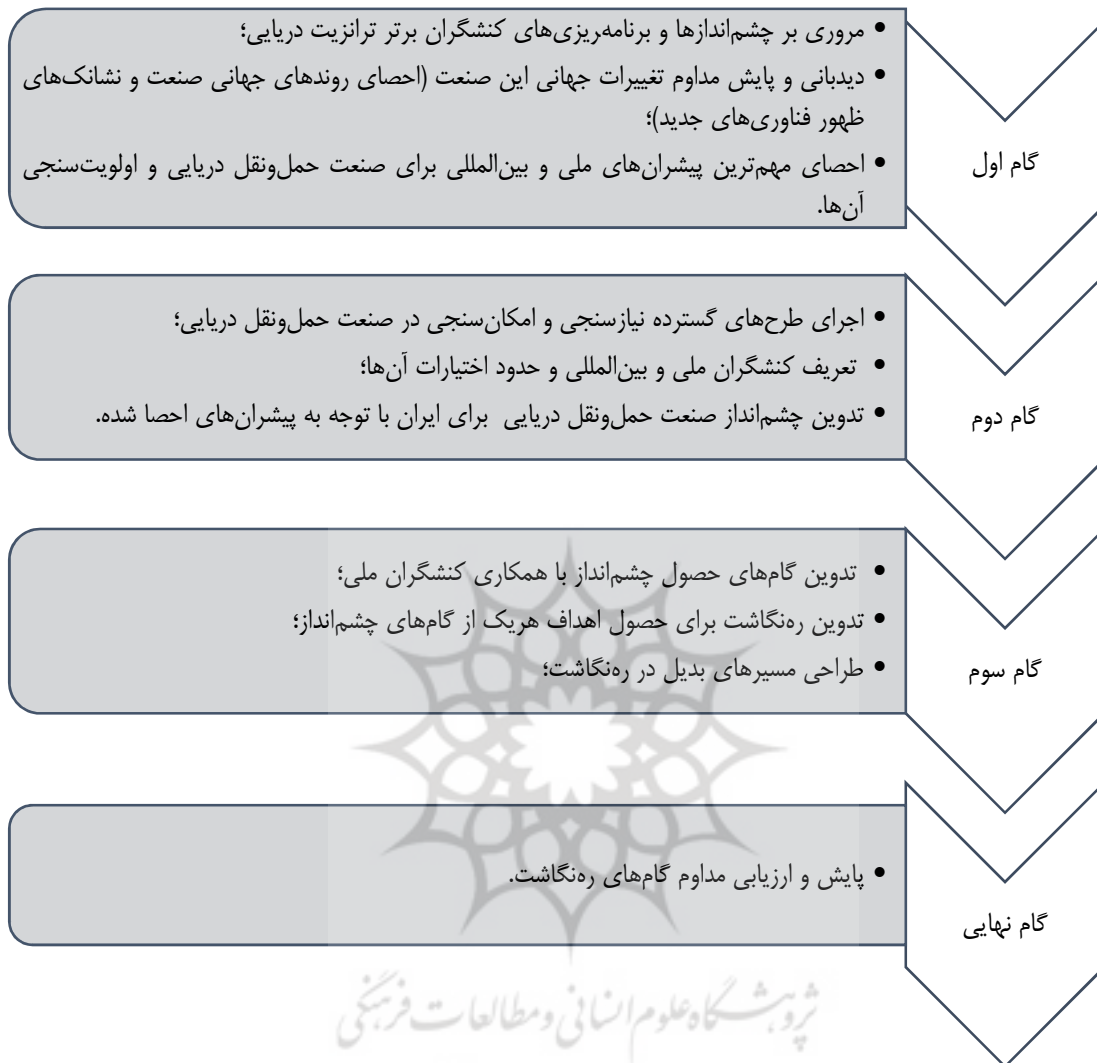 • مروری بر چشم‌اندازها و برنامه‌ریزی‌های کنشگران برتر ترانزیت دریایی؛
• دیدبانی و پایش مداوم تغییرات جهانی این صنعت (احصای روندهای جهانی صنعت و نشانک‌های
ظهور فناوری‌های جدید)؛
• احصای مهم‌ترین پیشران‌های ملی و بین‌المللی برای صنعت حمل‌ونقل دریایی و اولویت‌سنجی
آن‌ها.
گام اول
• اجرای طرح‌های گسترده نیازسنجی و امکان‌سنجی در صنعت حمل‌ونقل دریایی؛
• تعریف کنشگران ملی و بین‌المللی و حدود اختیارات آن‌ها؛
• تدوین چشم‌انداز صنعت حمل‌ونقل دریایی برای ایران با توجه به پیشران‌های احصا شده.
گام دوم
• تدوین گام‌های حصول چشم‌انداز با همکاری کنشگران ملی؛
• تدوین ره‌نگاشت برای حصول اهداف هریک از گام‌های چشم‌انداز؛
• طراحی مسیرهای بدیل در ره‌نگاشت؛
گام سوم
• پایش و ارزیابی مداوم گام‌های ره‌نگاشت.
گام نهایی
پژوهشگاه علوم انسانی و مطالعات فرهنگی